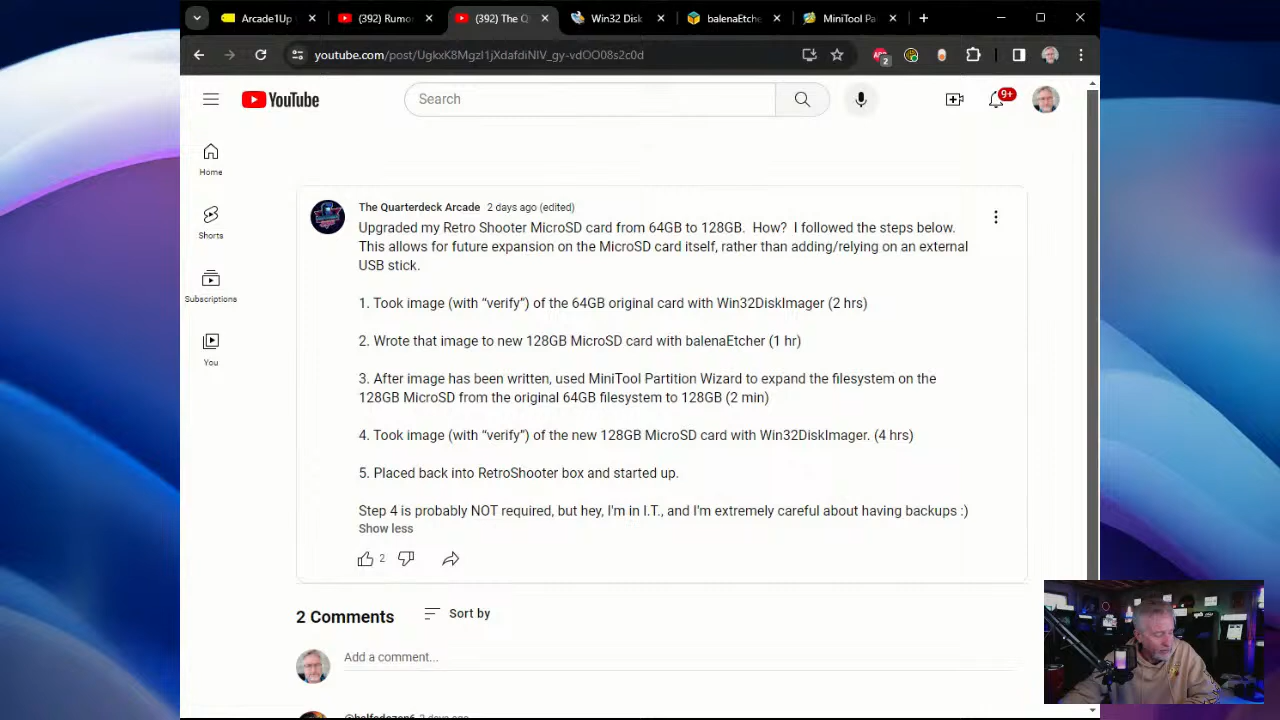 Arcade1Up
(392) Rumo
(392) The Q
Win32 Disk
balenaEtche
MiniTool Pa
youtube.com/post/UgkxK8MgzI1jXdafdiNIV_gy-vdOO08s2c0d
2
YouTube
Search
9+
Home
Shorts
Subscriptions
You
The Quarterdeck Arcade 2 days ago (edited)
Upgraded my Retro Shooter MicroSD card from 64GB to 128GB. How? I followed the steps below.
This allows for future expansion on the MicroSD card itself, rather than adding/relying on an external
USB stick.
1. Took image (with “verify”) of the 64GB original card with Win32DiskImager (2 hrs)
2. Wrote that image to new 128GB MicroSD card with balenaEtcher (1 hr)
3. After image has been written, used MiniTool Partition Wizard to expand the filesystem on the
128GB MicroSD from the original 64GB filesystem to 128GB (2 min)
4. Took image (with “verify”) of the new 128GB MicroSD card with Win32DiskImager. (4 hrs)
5. Placed back into RetroShooter box and started up.
Step 4 is probably NOT required, but hey, I'm in I.T., and I'm extremely careful about having backups :)
Show less
2
2 Comments
Sort by
Add a comment...
2 days ago